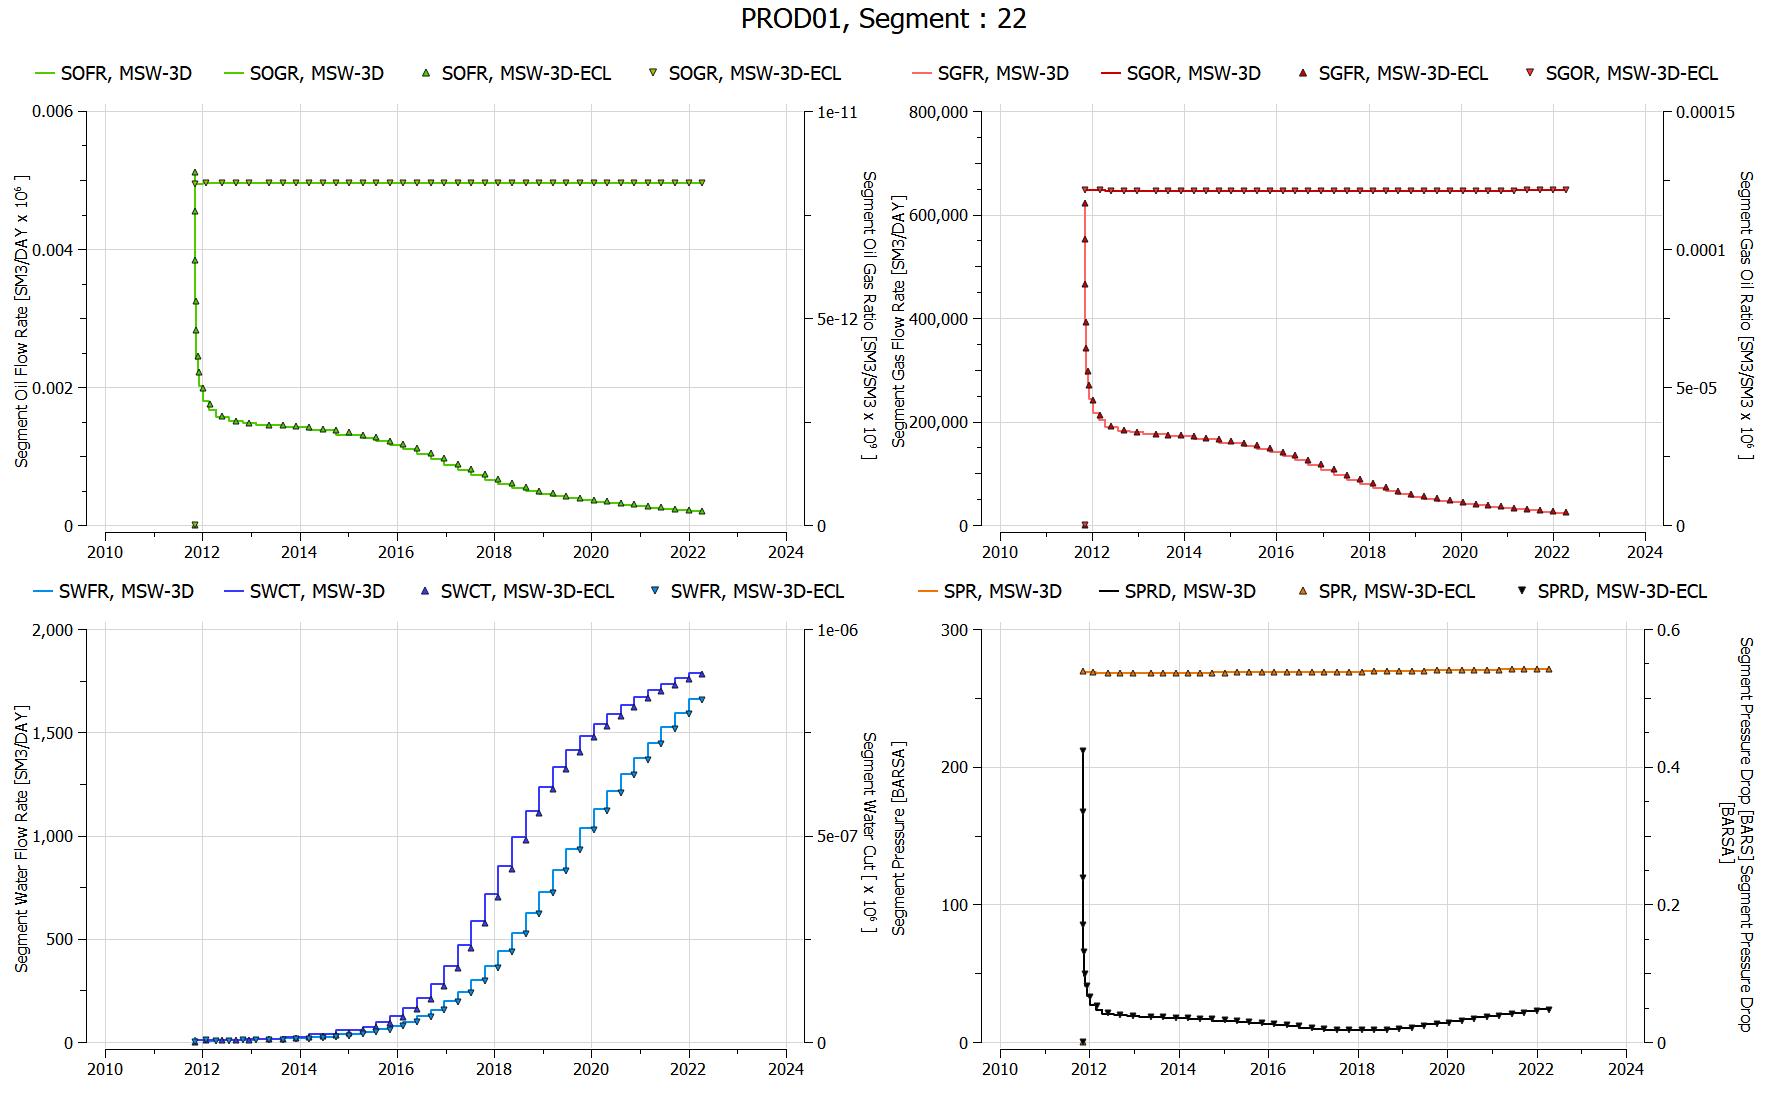 PROD01, Segment : 22
SOFR, MSW-3D SOGR, MSW-3D SOFR, MSW-3D-ECL SOGR, MSW-3D-ECL
Segment Oil Flow Rate [SM3/DAY x 10⁶ ]
0.006
0.004
0.002
0
1e-11
5e-12
0
Segment Oil Gas Ratio [SM3/SM3 x 10⁹ ]
2010 2012 2014 2016 2018 2020 2022 2024
SGFR, MSW-3D SGOR, MSW-3D SGFR, MSW-3D-ECL SGOR, MSW-3D-ECL
Segment Gas Flow Rate [SM3/DAY]
800,000
600,000
400,000
200,000
0
0.00015
0.0001
5e-05
0
Segment Gas Oil Ratio [SM3/SM3 x 10⁶ ]
2010 2012 2014 2016 2018 2020 2022 2024
SWFR, MSW-3D SWCT, MSW-3D SWCT, MSW-3D-ECL SWFR, MSW-3D-ECL
Segment Water Flow Rate [SM3/DAY]
2,000
1,500
1,000
500
0
1e-06
5e-07
0
Segment Water Cut [ x 10⁶ ]
2010 2012 2014 2016 2018 2020 2022 2024
SPR, MSW-3D SPRD, MSW-3D SPR, MSW-3D-ECL SPRD, MSW-3D-ECL
Segment Pressure [BARSA]
300
200
100
0
0.6
0.4
0.2
0
Segment Pressure Drop [BARS] Segment Pressure Drop
[BARSA]
2010 2012 2014 2016 2018 2020 2022 2024